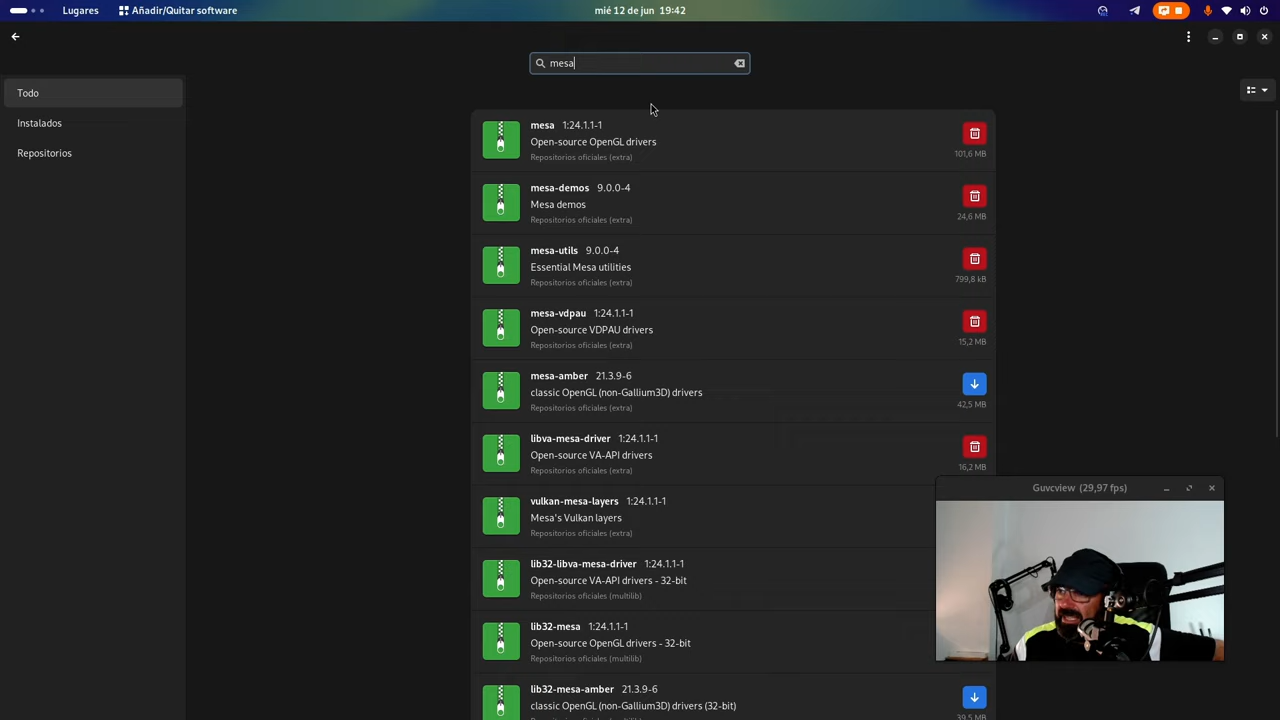 Lugares
Añadir/Quitar software
mié 12 de jun 19:42
mesa
Todo
Instalados
Repositorios
mesa 1:24.1.1-1
Open-source OpenGL drivers
Repositorios oficiales (extra)
101,6 MB
mesa-demos 9.0.0-4
Mesa demos
Repositorios oficiales (extra)
24,6 MB
mesa-utils 9.0.0-4
Essential Mesa utilities
Repositorios oficiales (extra)
799,8 kB
mesa-vdpau 1:24.1.1-1
Open-source VDPAU drivers
Repositorios oficiales (extra)
15,2 MB
mesa-amber 21.3.9-6
classic OpenGL (non-Gallium3D) drivers
Repositorios oficiales (extra)
42,5 MB
libva-mesa-driver 1:24.1.1-1
Open-source VA-API drivers
Repositorios oficiales (extra)
16,2 MB
vulkan-mesa-layers 1:24.1.1-1
Mesa's Vulkan layers
Repositorios oficiales (extra)
lib32-libva-mesa-driver 1:24.1.1-1
Open-source VA-API drivers - 32-bit
Repositorios oficiales (multilib)
lib32-mesa 1:24.1.1-1
Open-source OpenGL drivers - 32-bit
Repositorios oficiales (multilib)
lib32-mesa-amber 21.3.9-6
classic OpenGL (non-Gallium3D) drivers (32-bit)
39,5 MB
Guvcview (29,97 fps)